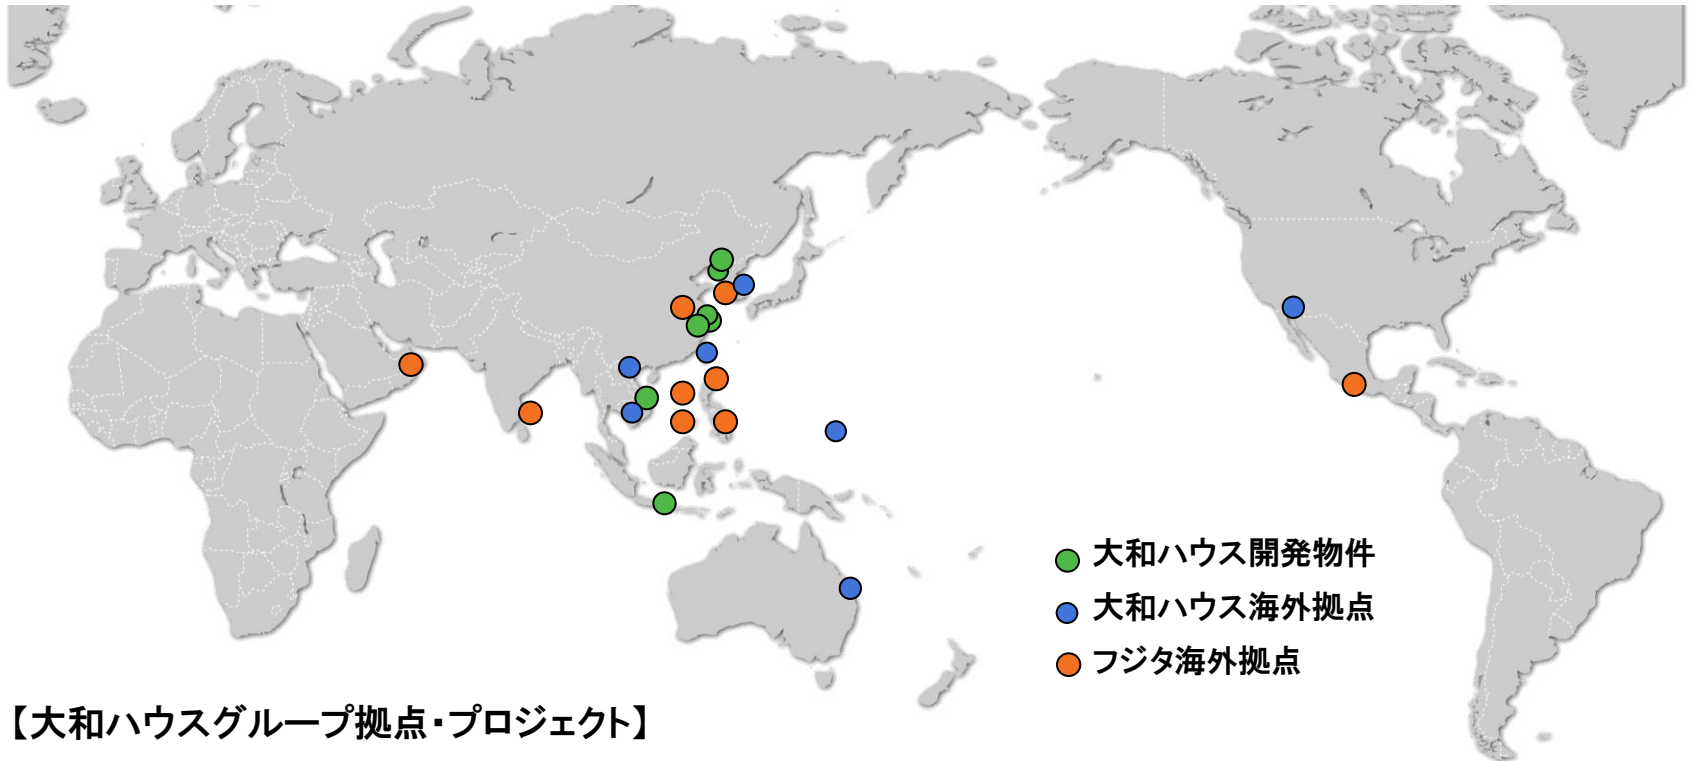 大和ハウス開発物件
大和ハウス海外拠点
フジタ海外拠点
【大和ハウスグループ拠点・プロジェクト】